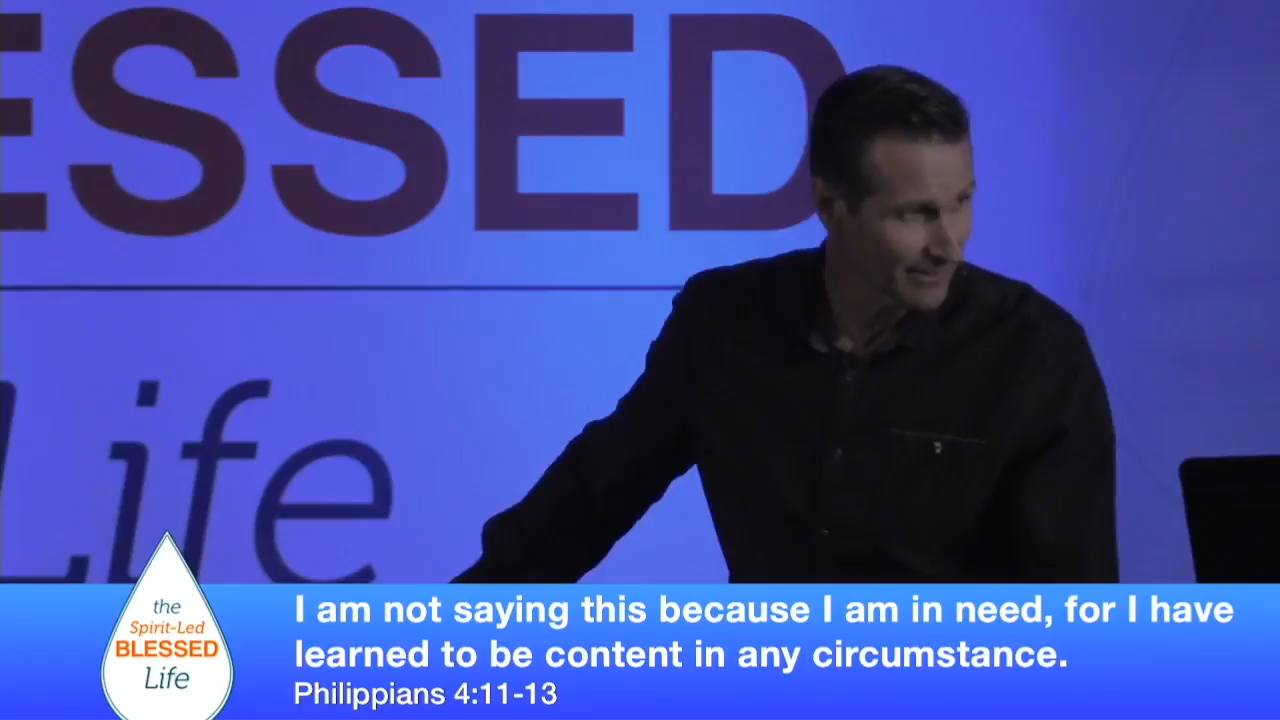 ESSED
Life
the
Spirit-Led
BLESSED
Life
I am not saying this because I am in need, for I have
learned to be content in any circumstance.
Philippians 4:11-13